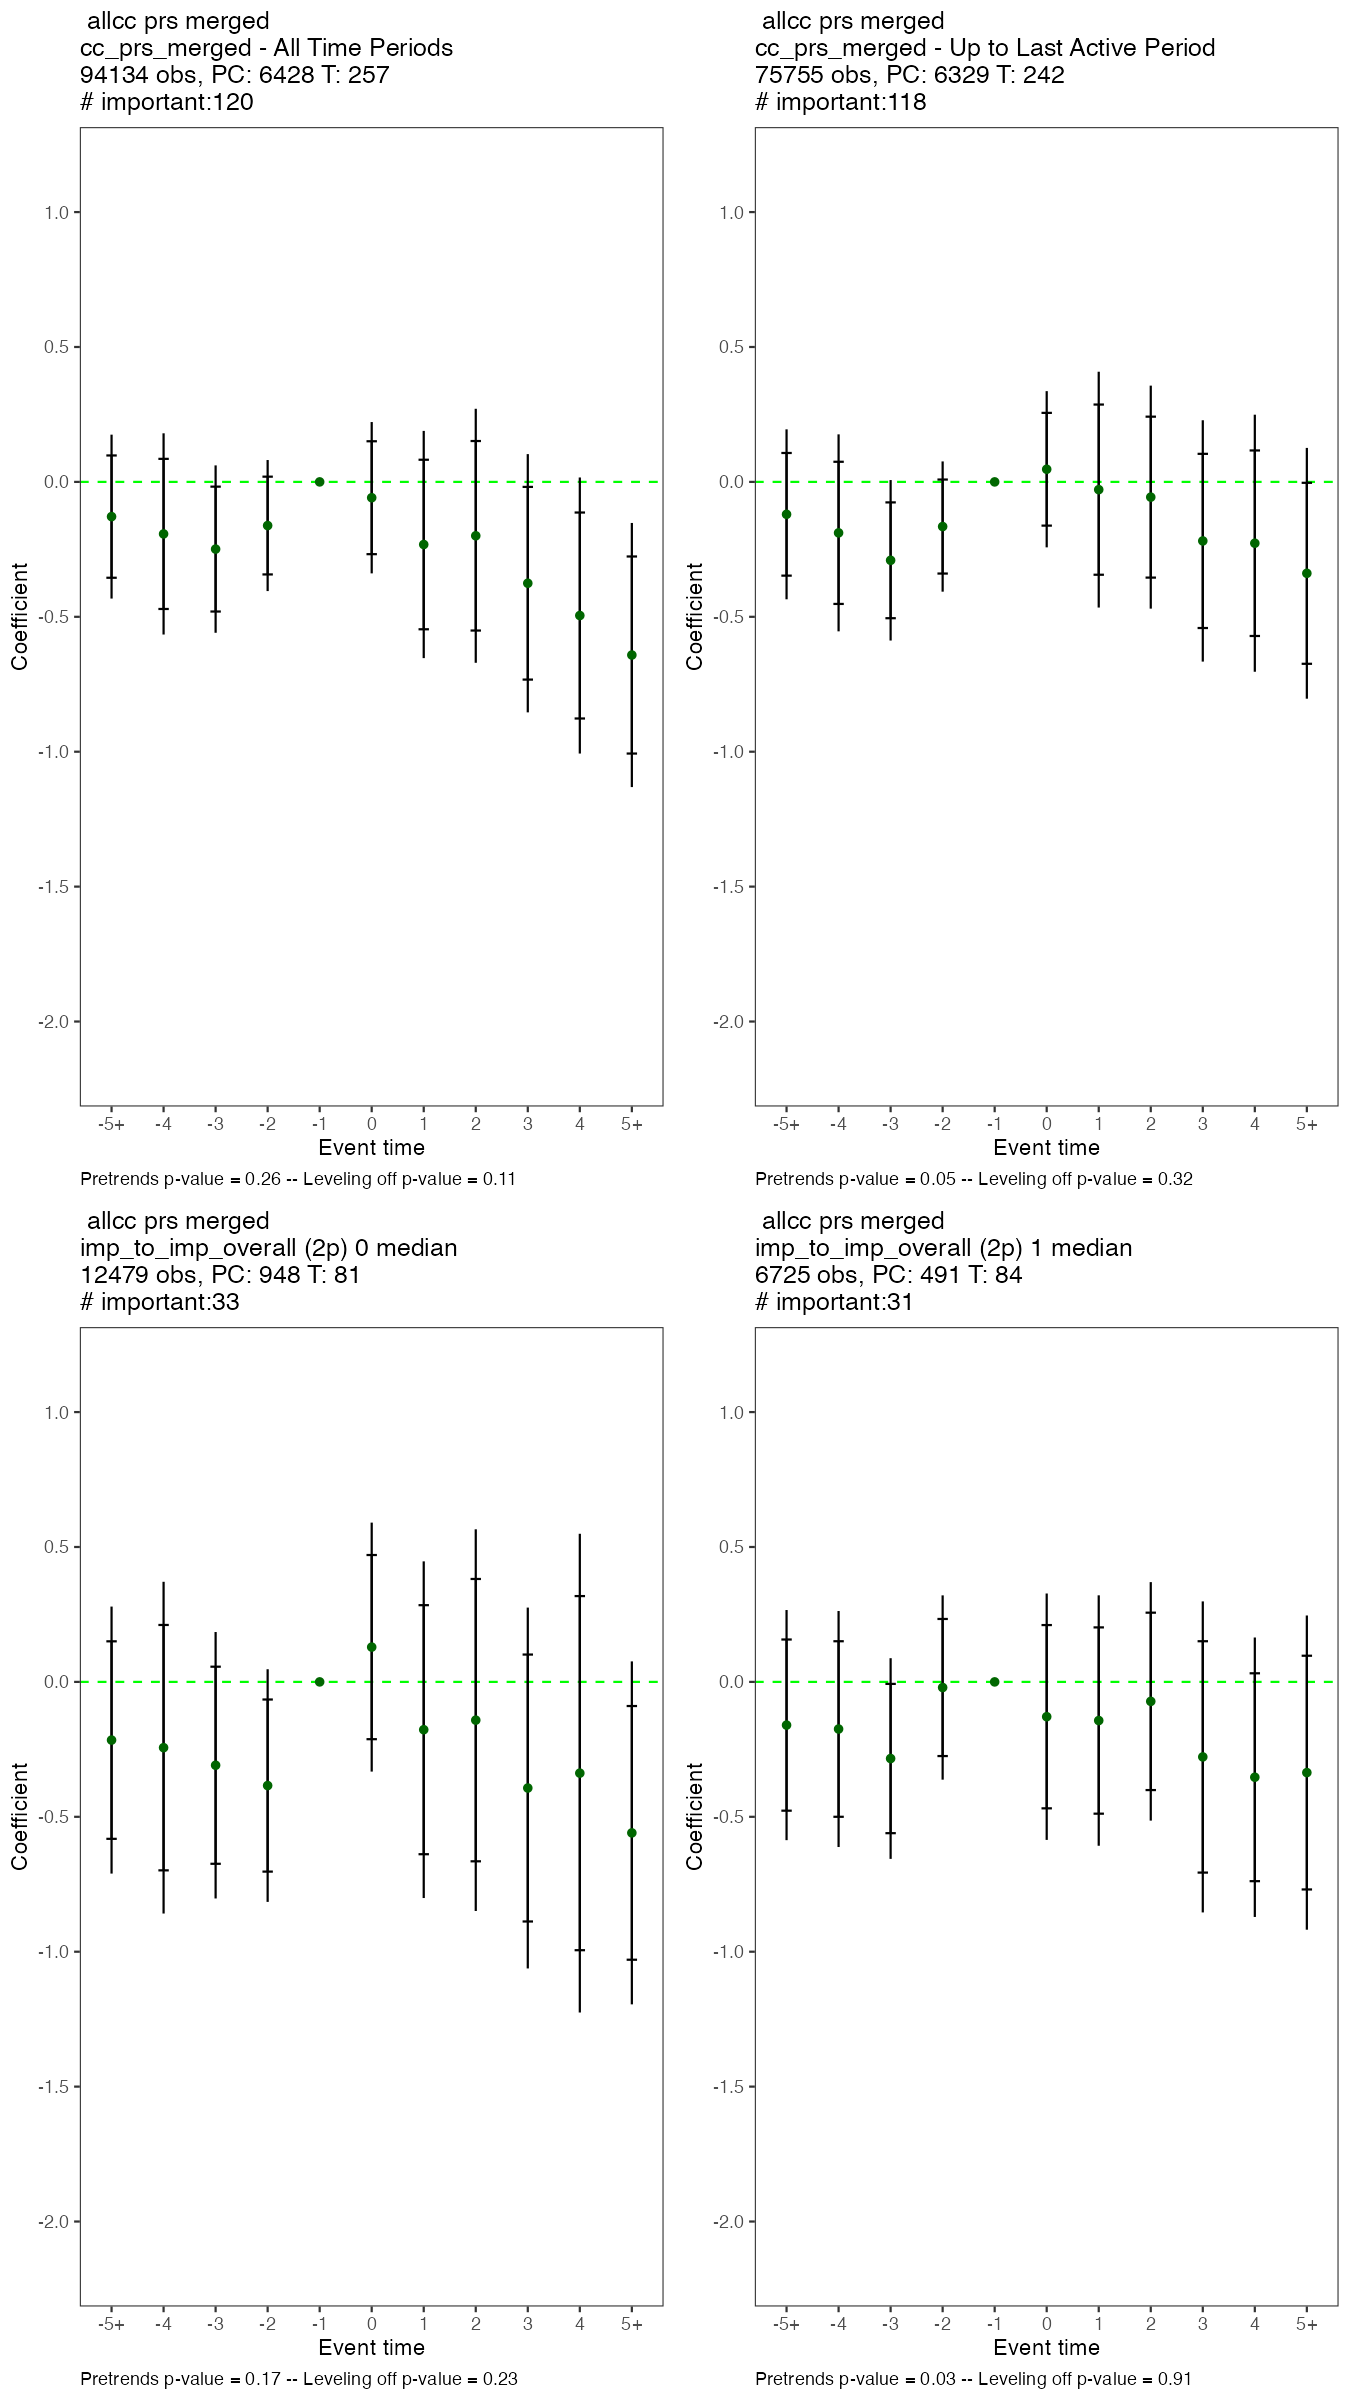 allcc prs merged
cc_prs_merged - All Time Periods
94134 obs, PC: 6428 T: 257
# important:120
1.0
0.5
0.0
-0.5
-1.0
-1.5
-2.0
Coefficient
-5+ -4 -3 -2 -1 0 1 2 3 4 5+
Event time
Pretrends p-value = 0.26 -- Leveling off p-value = 0.11
allcc prs merged
cc_prs_merged - Up to Last Active Period
75755 obs, PC: 6329 T: 242
# important:118
1.0
0.5
0.0
-0.5
-1.0
-1.5
-2.0
Coefficient
-5+ -4 -3 -2 -1 0 1 2 3 4 5+
Event time
Pretrends p-value = 0.05 -- Leveling off p-value = 0.32
allcc prs merged
imp_to_imp_overall (2p) 0 median
12479 obs, PC: 948 T: 81
# important:33
1.0
0.5
0.0
-0.5
-1.0
-1.5
-2.0
Coefficient
-5+ -4 -3 -2 -1 0 1 2 3 4 5+
Event time
Pretrends p-value = 0.17 -- Leveling off p-value = 0.23
allcc prs merged
imp_to_imp_overall (2p) 1 median
6725 obs, PC: 491 T: 84
# important:31
1.0
0.5
0.0
-0.5
-1.0
-1.5
-2.0
Coefficient
-5+ -4 -3 -2 -1 0 1 2 3 4 5+
Event time
Pretrends p-value = 0.03 -- Leveling off p-value = 0.91